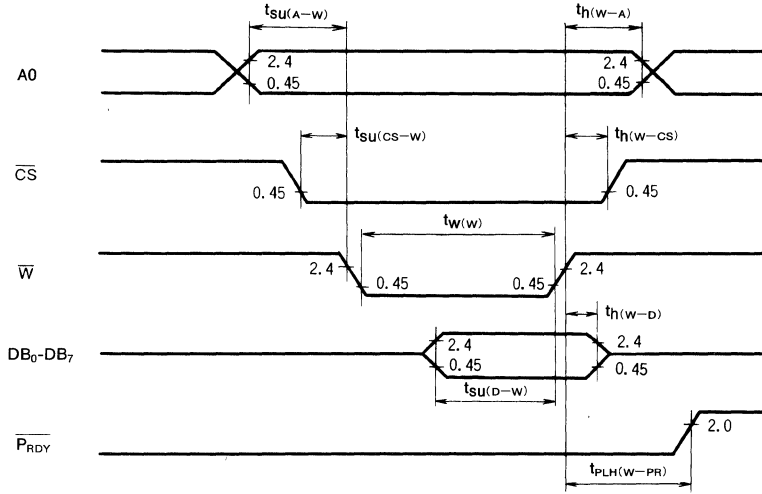 tsu(A−W) th(W−A)
A0 2.4 2.4
0.45 0.45
tsu(CS−W) th(W−CS)
CS
0.45 0.45
tW(W)
W 2.4 0.45 0.45 2.4
th(W−D)
DB0-DB7 2.4 2.4
0.45 0.45
tsu(D−W)
PRDY 2.0
tPLH(W−PR)